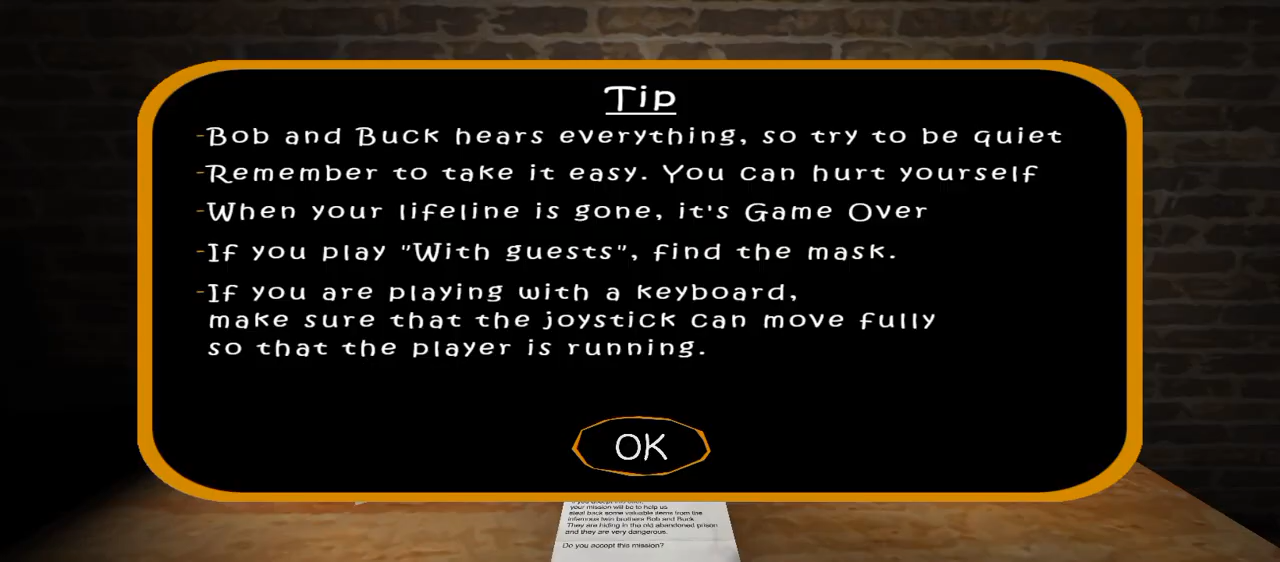 Tip
-Bob and Buck hears everything, so try to be quiet
-Remember to take it easy. You can hurt yourself
-When your lifeline is gone, it's Game Over
-If you play "With guests", find the mask.
-If you are playing with a keyboard,
make sure that the joystick can move fully
so that the player is running.
OK
your mission will be to help us
steal back some valuable items from the
infamous twin brothers Bob and Buck.
They are hiding in the old abandoned prison
and they are very dangerous.
Do you accept this mission?